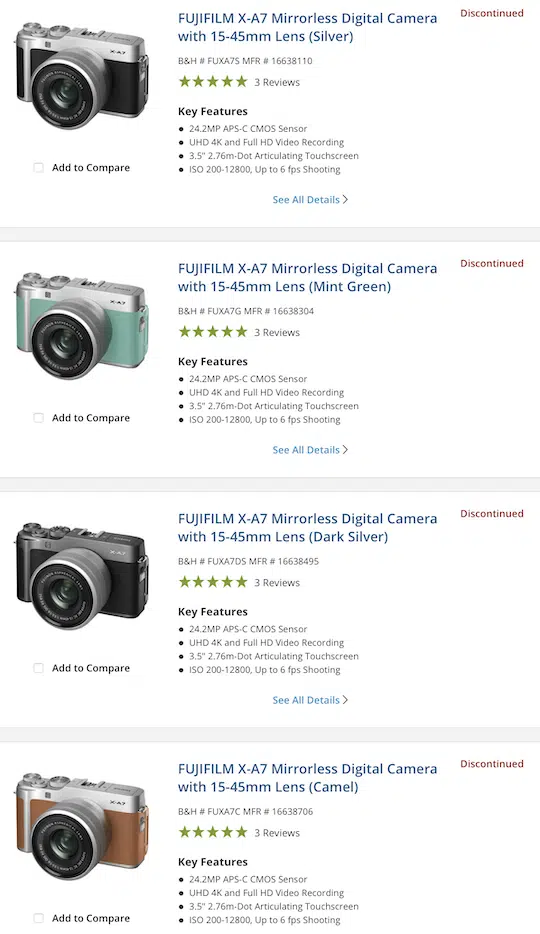 FUJIFILM X-A7 Mirrorless Digital Camera
with 15-45mm Lens (Silver)
Discontinued
B&H # FUXA7S MFR # 16638110
3 Reviews
Key Features
24.2MP APS-C CMOS Sensor
UHD 4K and Full HD Video Recording
3.5" 2.76m-Dot Articulating Touchscreen
ISO 200-12800, Up to 6 fps Shooting
X-A7
Add to Compare
See All Details
FUJIFILM X-A7 Mirrorless Digital Camera
with 15-45mm Lens (Mint Green)
Discontinued
B&H # FUXA7G MFR # 16638304
3 Reviews
Key Features
24.2MP APS-C CMOS Sensor
UHD 4K and Full HD Video Recording
3.5" 2.76m-Dot Articulating Touchscreen
ISO 200-12800, Up to 6 fps Shooting
X-A7
Add to Compare
See All Details
FUJIFILM X-A7 Mirrorless Digital Camera
with 15-45mm Lens (Dark Silver)
Discontinued
B&H # FUXA7DS MFR # 16638495
3 Reviews
Key Features
24.2MP APS-C CMOS Sensor
UHD 4K and Full HD Video Recording
3.5" 2.76m-Dot Articulating Touchscreen
ISO 200-12800, Up to 6 fps Shooting
X-A7
Add to Compare
See All Details
FUJIFILM X-A7 Mirrorless Digital Camera
with 15-45mm Lens (Camel)
Discontinued
B&H # FUXA7C MFR # 16638706
3 Reviews
Key Features
24.2MP APS-C CMOS Sensor
UHD 4K and Full HD Video Recording
3.5" 2.76m-Dot Articulating Touchscreen
ISO 200-12800, Up to 6 fps Shooting
X-A7
Add to Compare